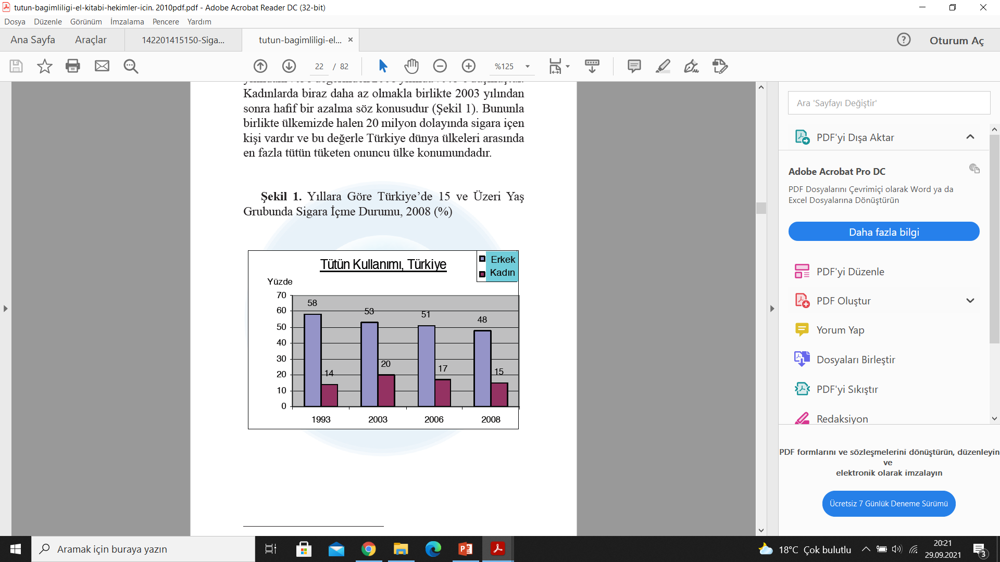 tutun-bagimliligi-el-kitabi-hekimler-icin. 2010pdf.pdf - Adobe Acrobat Reader DC (32-bit)
Dosya Düzenle Görünüm İmzalama Pencere Yardım
Ana Sayfa Araçlar 142201415150-Siga... tutun-bagimliligi-el... ×
Oturum Aç
22 / 82 %125
Kadınlarda biraz daha az olmakla birlikte 2003 yılından
sonra hafif bir azalma söz konusudur (Şekil 1). Bununla
birlikte ülkemizde halen 20 milyon dolayında sigara içen
kişi vardır ve bu değerle Türkiye dünya ülkeleri arasında
en fazla tütün tüketen onuncu ülke konumundadır.
Şekil 1. Yıllara Göre Türkiye’de 15 ve Üzeri Yaş
Grubunda Sigara İçme Durumu, 2008 (%)
Tütün Kullanımı, Türkiye
Erkek
Kadın
Yüzde
70
60
50
40
30
20
10
0
58
14
53
20
51
17
48
15
1993 2003 2006 2008
Ara 'Sayfayı Değiştir'
PDF'yi Dışa Aktar
Adobe Acrobat Pro DC
PDF Dosyalarını Çevrimiçi olarak Word ya da
Excel Dosyalarına Dönüştürün
Daha fazla bilgi
PDF'yi Düzenle
PDF Oluştur
Yorum Yap
Dosyaları Birleştir
PDF'yi Sıkıştır
Redaksiyon
PDF formlarını ve sözleşmelerini dönüştürün, düzenleyin
ve
elektronik olarak imzalayın
Ücretsiz 7 Günlük Deneme Sürümü
Aramak için buraya yazın
18°C Çok bulutlu
20:21
29.09.2021
3